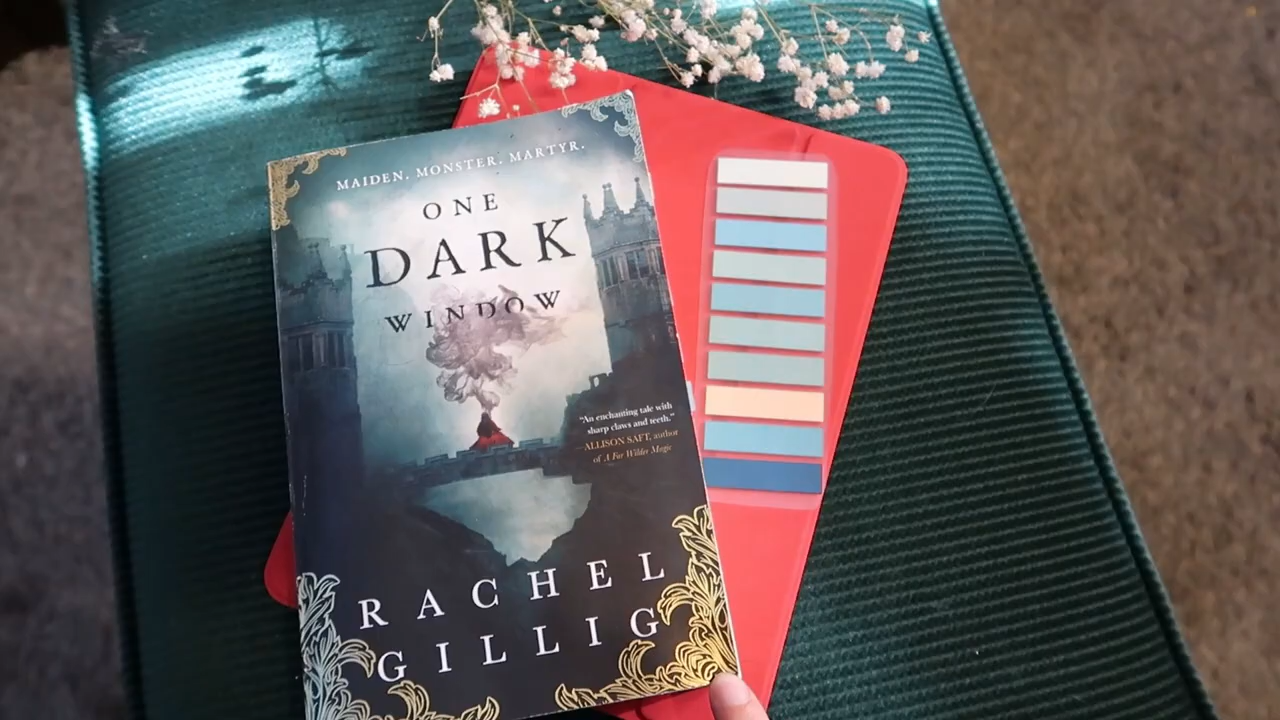 MAIDEN. MONSTER. MARTYR.
ONE
DARK
WINDOW
"An enchanting tale with
sharp claws and teeth."
—ALLISON SAFT, author
of A Far Wilder Magic
RACHEL
GILLIG